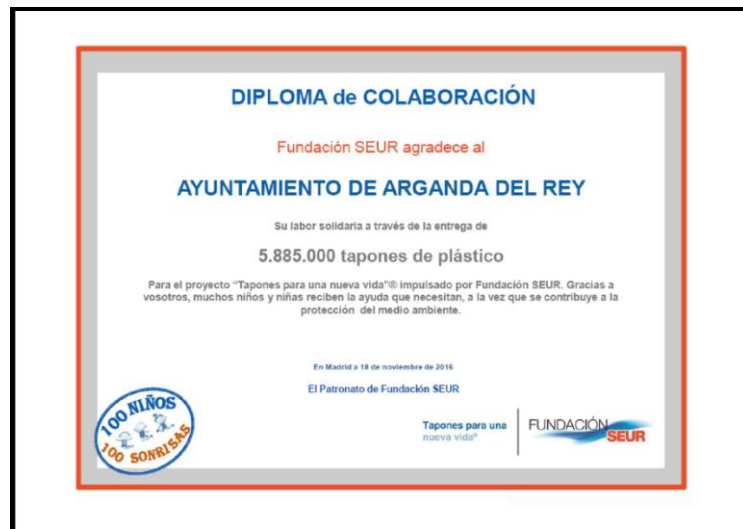 DIPLOMA de COLABORACIÓN
Fundación SEUR agradece al
AYUNTAMIENTO DE ARGANDA DEL REY
Su labor solidaria a través de la entrega de
5.885.000 tapones de plástico
Para el proyecto “Tapones para una nueva vida”® impulsado por Fundación SEUR. Gracias a
vosotros, muchos niños y niñas reciben la ayuda que necesitan, a la vez que se contribuye a la
protección del medio ambiente.
En Madrid a 18 de noviembre de 2016
El Patronato de Fundación SEUR
100 NIÑOS
100 SONRISAS
Tapones para una
nueva vida®
FUNDACIÓN
SEUR